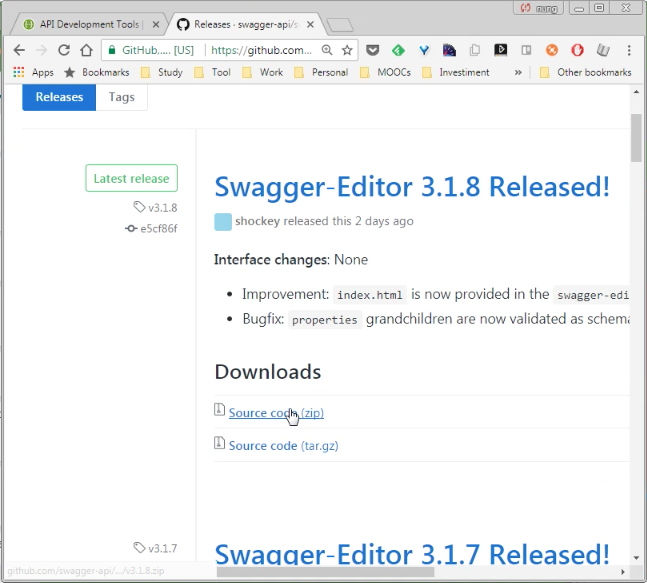 API Development Tools
Releases · swagger-api/s
GitHub,.... [US]
https://github.com...
Apps
Bookmarks
Study
Tool
Work
Personal
MOOCs
Investiment
»
Other bookmarks
Releases
Tags
Latest release
v3.1.8
e5cf86f
Swagger-Editor 3.1.8 Released!
shockey released this 2 days ago
Interface changes: None
• Improvement: index.html is now provided in the swagger-edi
• Bugfix: properties grandchildren are now validated as schema
Downloads
Source code (zip)
Source code (tar.gz)
v3.1.7
Swagger-Editor 3.1.7 Released!
github.com/swagger-api/.../v3.1.8.zip